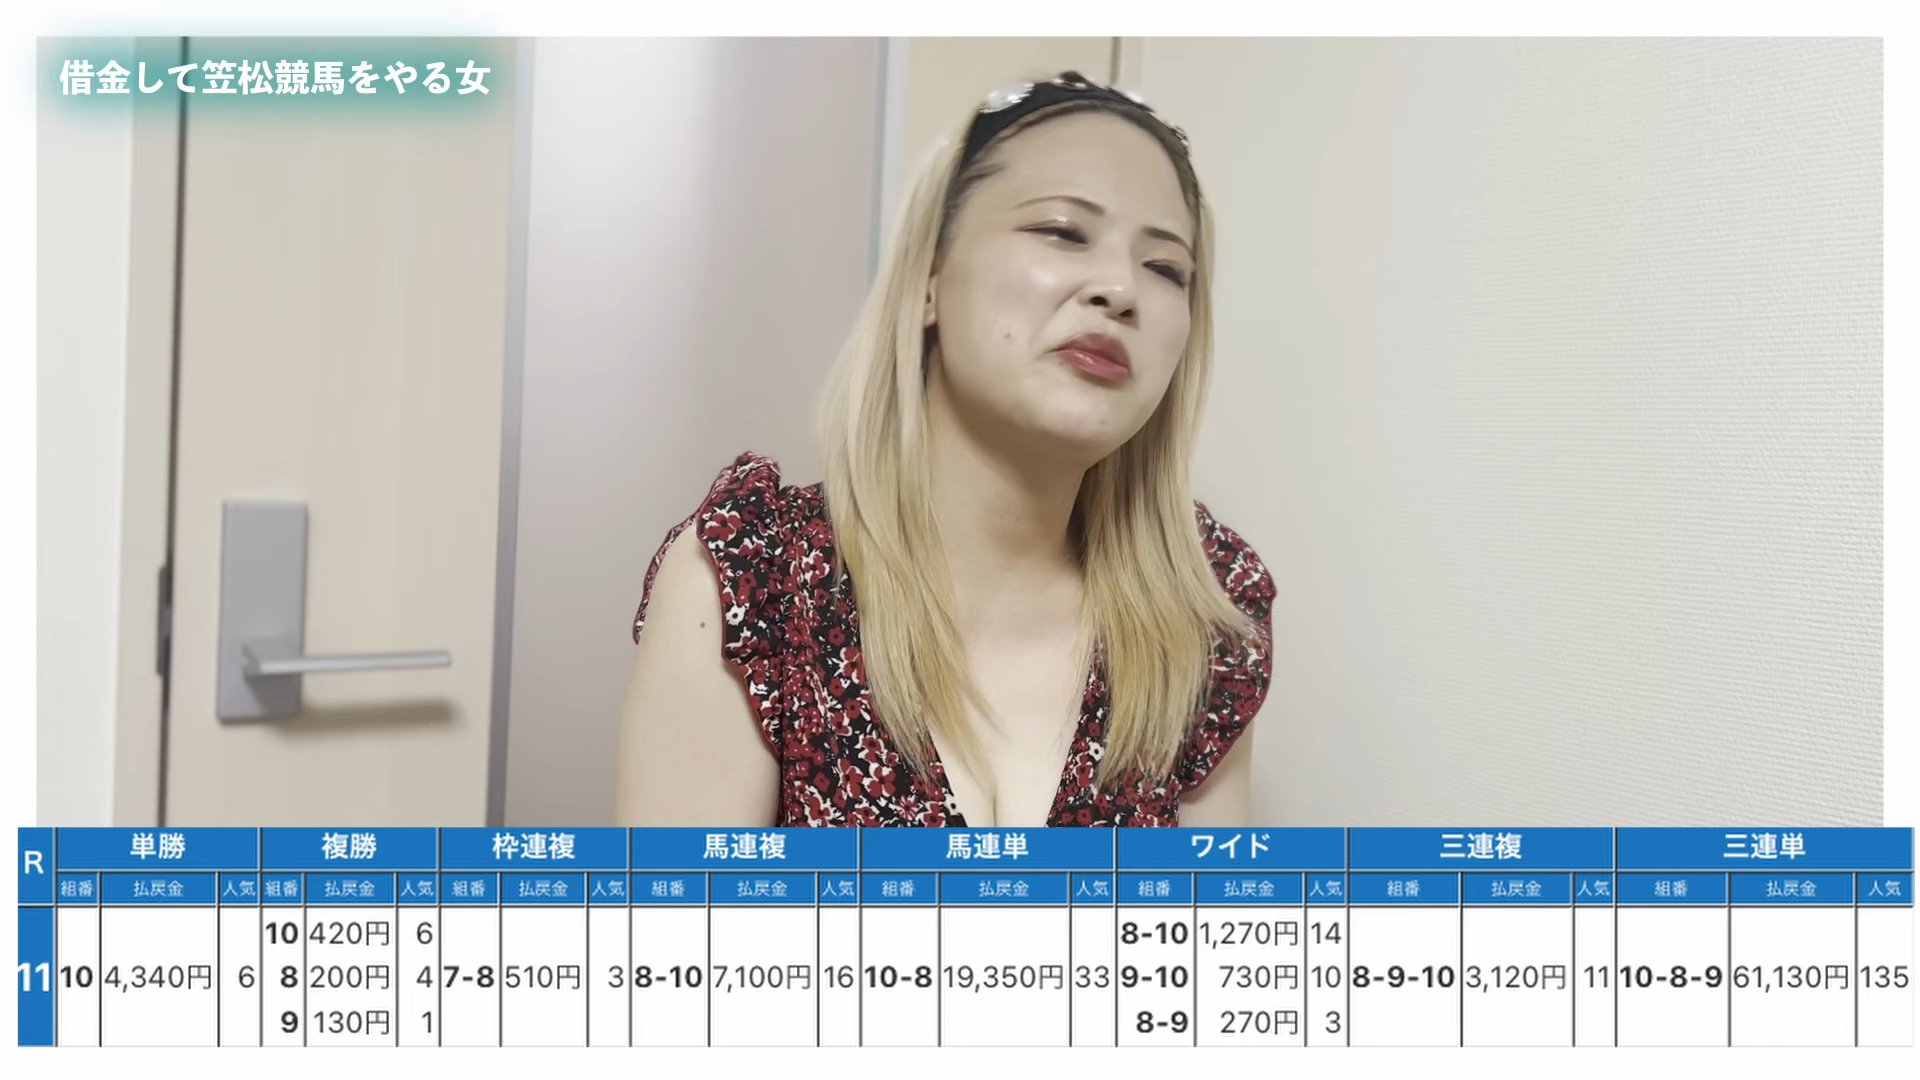 借金して笠松競馬をやる女
R 単勝 複勝 枠連複 馬連複 馬連単 ワイド 三連複 三連単
組番 払戻金 人気 組番 払戻金 人気 組番 払戻金 人気 組番 払戻金 人気 組番 払戻金 人気 組番 払戻金 人気 組番 払戻金 人気 組番 払戻金 人気
10 420円 6 8-10 1,270円 14
11 10 4,340円 6 8 200円 4 7-8 510円 3 8-10 7,100円 16 10-8 19,350円 33 9-10 730円 10 8-9-10 3,120円 11 10-8-9 61,130円 135
9 130円 1 8-9 270円 3